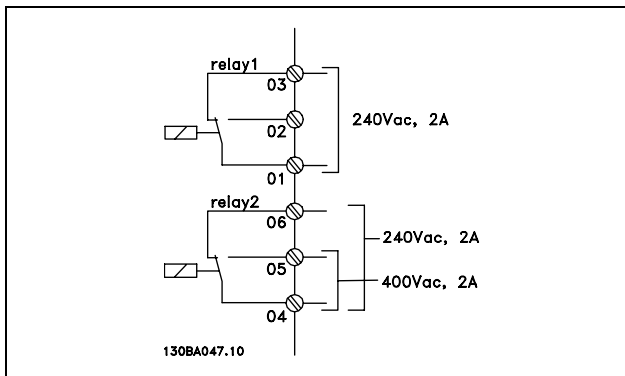 relay1
03
02
240Vac, 2A
01
relay2
06
240Vac, 2A
05
400Vac, 2A
04
130BA047.10